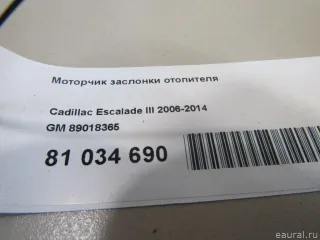 Моторчик заслонки отопителя
Cadillac Escalade III 2006-2014
GM 89018365
81 034 690
eaural.ru